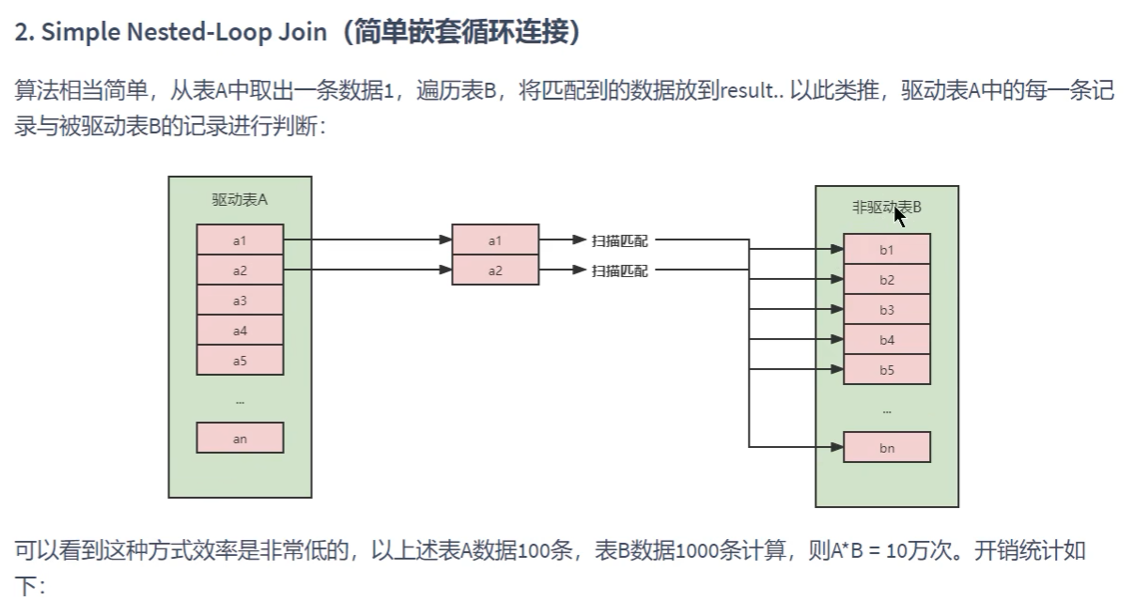 2. Simple Nested-Loop Join（简单嵌套循环连接）
算法相当简单，从表A中取出一条数据1，遍历表B，将匹配到的数据放到result.. 以此类推，驱动表A中的每一条记
录与被驱动表B的记录进行判断：
驱动表A
a1
a2
a3
a4
a5
...
an
a1
a2
扫描匹配
扫描匹配
非驱动表B
b1
b2
b3
b4
b5
...
bn
可以看到这种方式效率是非常低的，以上述表A数据100条，表B数据1000条计算，则A*B = 10万次。开销统计如
下：